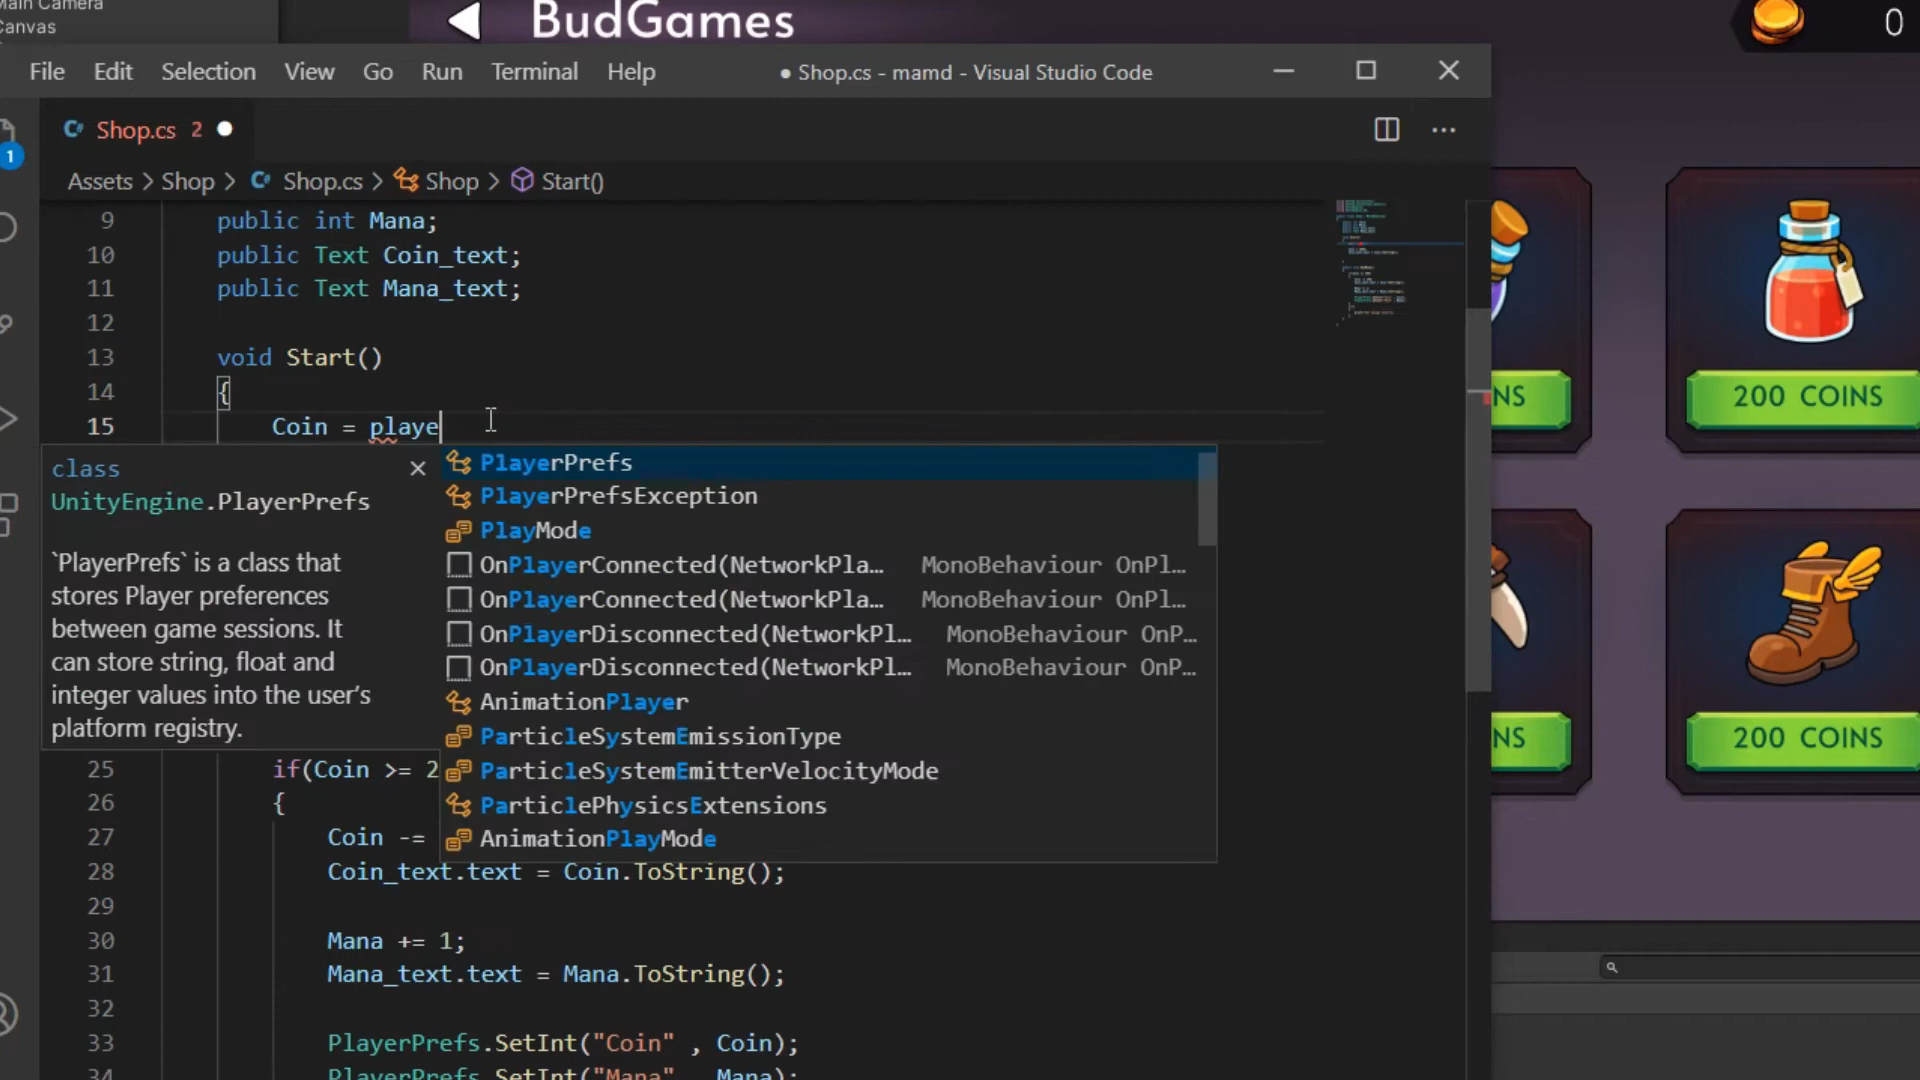 Main Camera
Canvas
BudGames
0
File Edit Selection View Go Run Terminal Help
● Shop.cs - mamd - Visual Studio Code
Shop.cs 2
1
Assets > Shop > Shop.cs > Shop > Start()
9 public int Mana;
10 public Text Coin_text;
11 public Text Mana_text;
12
13 void Start()
14 {
15 Coin = playe
class
UnityEngine.PlayerPrefs
`PlayerPrefs` is a class that
stores Player preferences
between game sessions. It
can store string, float and
integer values into the user’s
platform registry.
PlayerPrefs
PlayerPrefsException
PlayMode
OnPlayerConnected(NetworkPla… MonoBehaviour OnPl…
OnPlayerConnected(NetworkPla… MonoBehaviour OnPl…
OnPlayerDisconnected(NetworkPl… MonoBehaviour OnP…
OnPlayerDisconnected(NetworkPl… MonoBehaviour OnP…
AnimationPlayer
ParticleSystemEmissionType
ParticleSystemEmitterVelocityMode
ParticlePhysicsExtensions
AnimationPlayMode
25 if(Coin >= 2
26 {
27 Coin -=
28 Coin_text.text = Coin.ToString();
29
30 Mana += 1;
31 Mana_text.text = Mana.ToString();
32
33 PlayerPrefs.SetInt("Coin" , Coin);
34 PlayerPrefs.SetInt("Mana" , Mana);
NS
200 COINS
NS
200 COINS